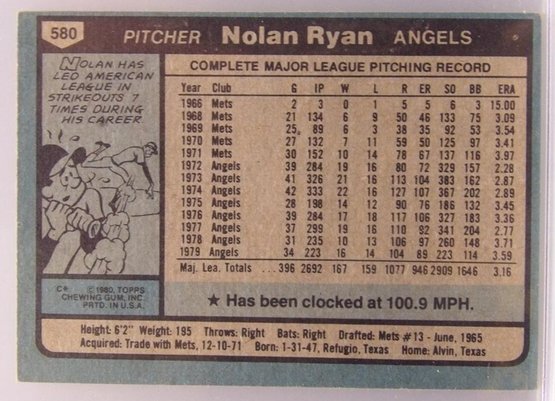 580 PITCHER Nolan Ryan ANGELS
NOLAN HAS
LED AMERICAN
LEAGUE IN
STRIKEOUTS 7
TIMES DURING
HIS CAREER.
C* © 1980, TOPPS
CHEWING GUM, INC.
PRTD. IN U.S.A.
COMPLETE MAJOR LEAGUE PITCHING RECORD
Year Club G IP W L R ER SO BB ERA
1966 Mets 2 3 0 1 5 5 6 3 15.00
1968 Mets 21 134 6 9 50 46 133 75 3.09
1969 Mets 25 89 6 3 38 35 92 53 3.54
1970 Mets 27 132 7 11 59 50 125 97 3.41
1971 Mets 30 152 10 14 78 67 137 116 3.97
1972 Angels 39 284 19 16 80 72 329 157 2.28
1973 Angels 41 326 21 16 113 104 383 162 2.87
1974 Angels 42 333 22 16 127 107 367 202 2.89
1975 Angels 28 198 14 12 90 76 186 132 3.45
1976 Angels 39 284 17 18 117 106 327 183 3.36
1977 Angels 37 299 19 16 110 92 341 204 2.77
1978 Angels 31 235 10 13 106 97 260 148 3.71
1979 Angels 34 223 16 14 104 89 223 114 3.59
Maj. Lea. Totals ... 396 2692 167 159 1077 946 2909 1646 3.16
★ Has been clocked at 100.9 MPH.
Height: 6'2" Weight: 195 Throws: Right Bats: Right Drafted: Mets #13 - June, 1965
Acquired: Trade with Mets, 12-10-71 Born: 1-31-47, Refugio, Texas Home: Alvin, Texas